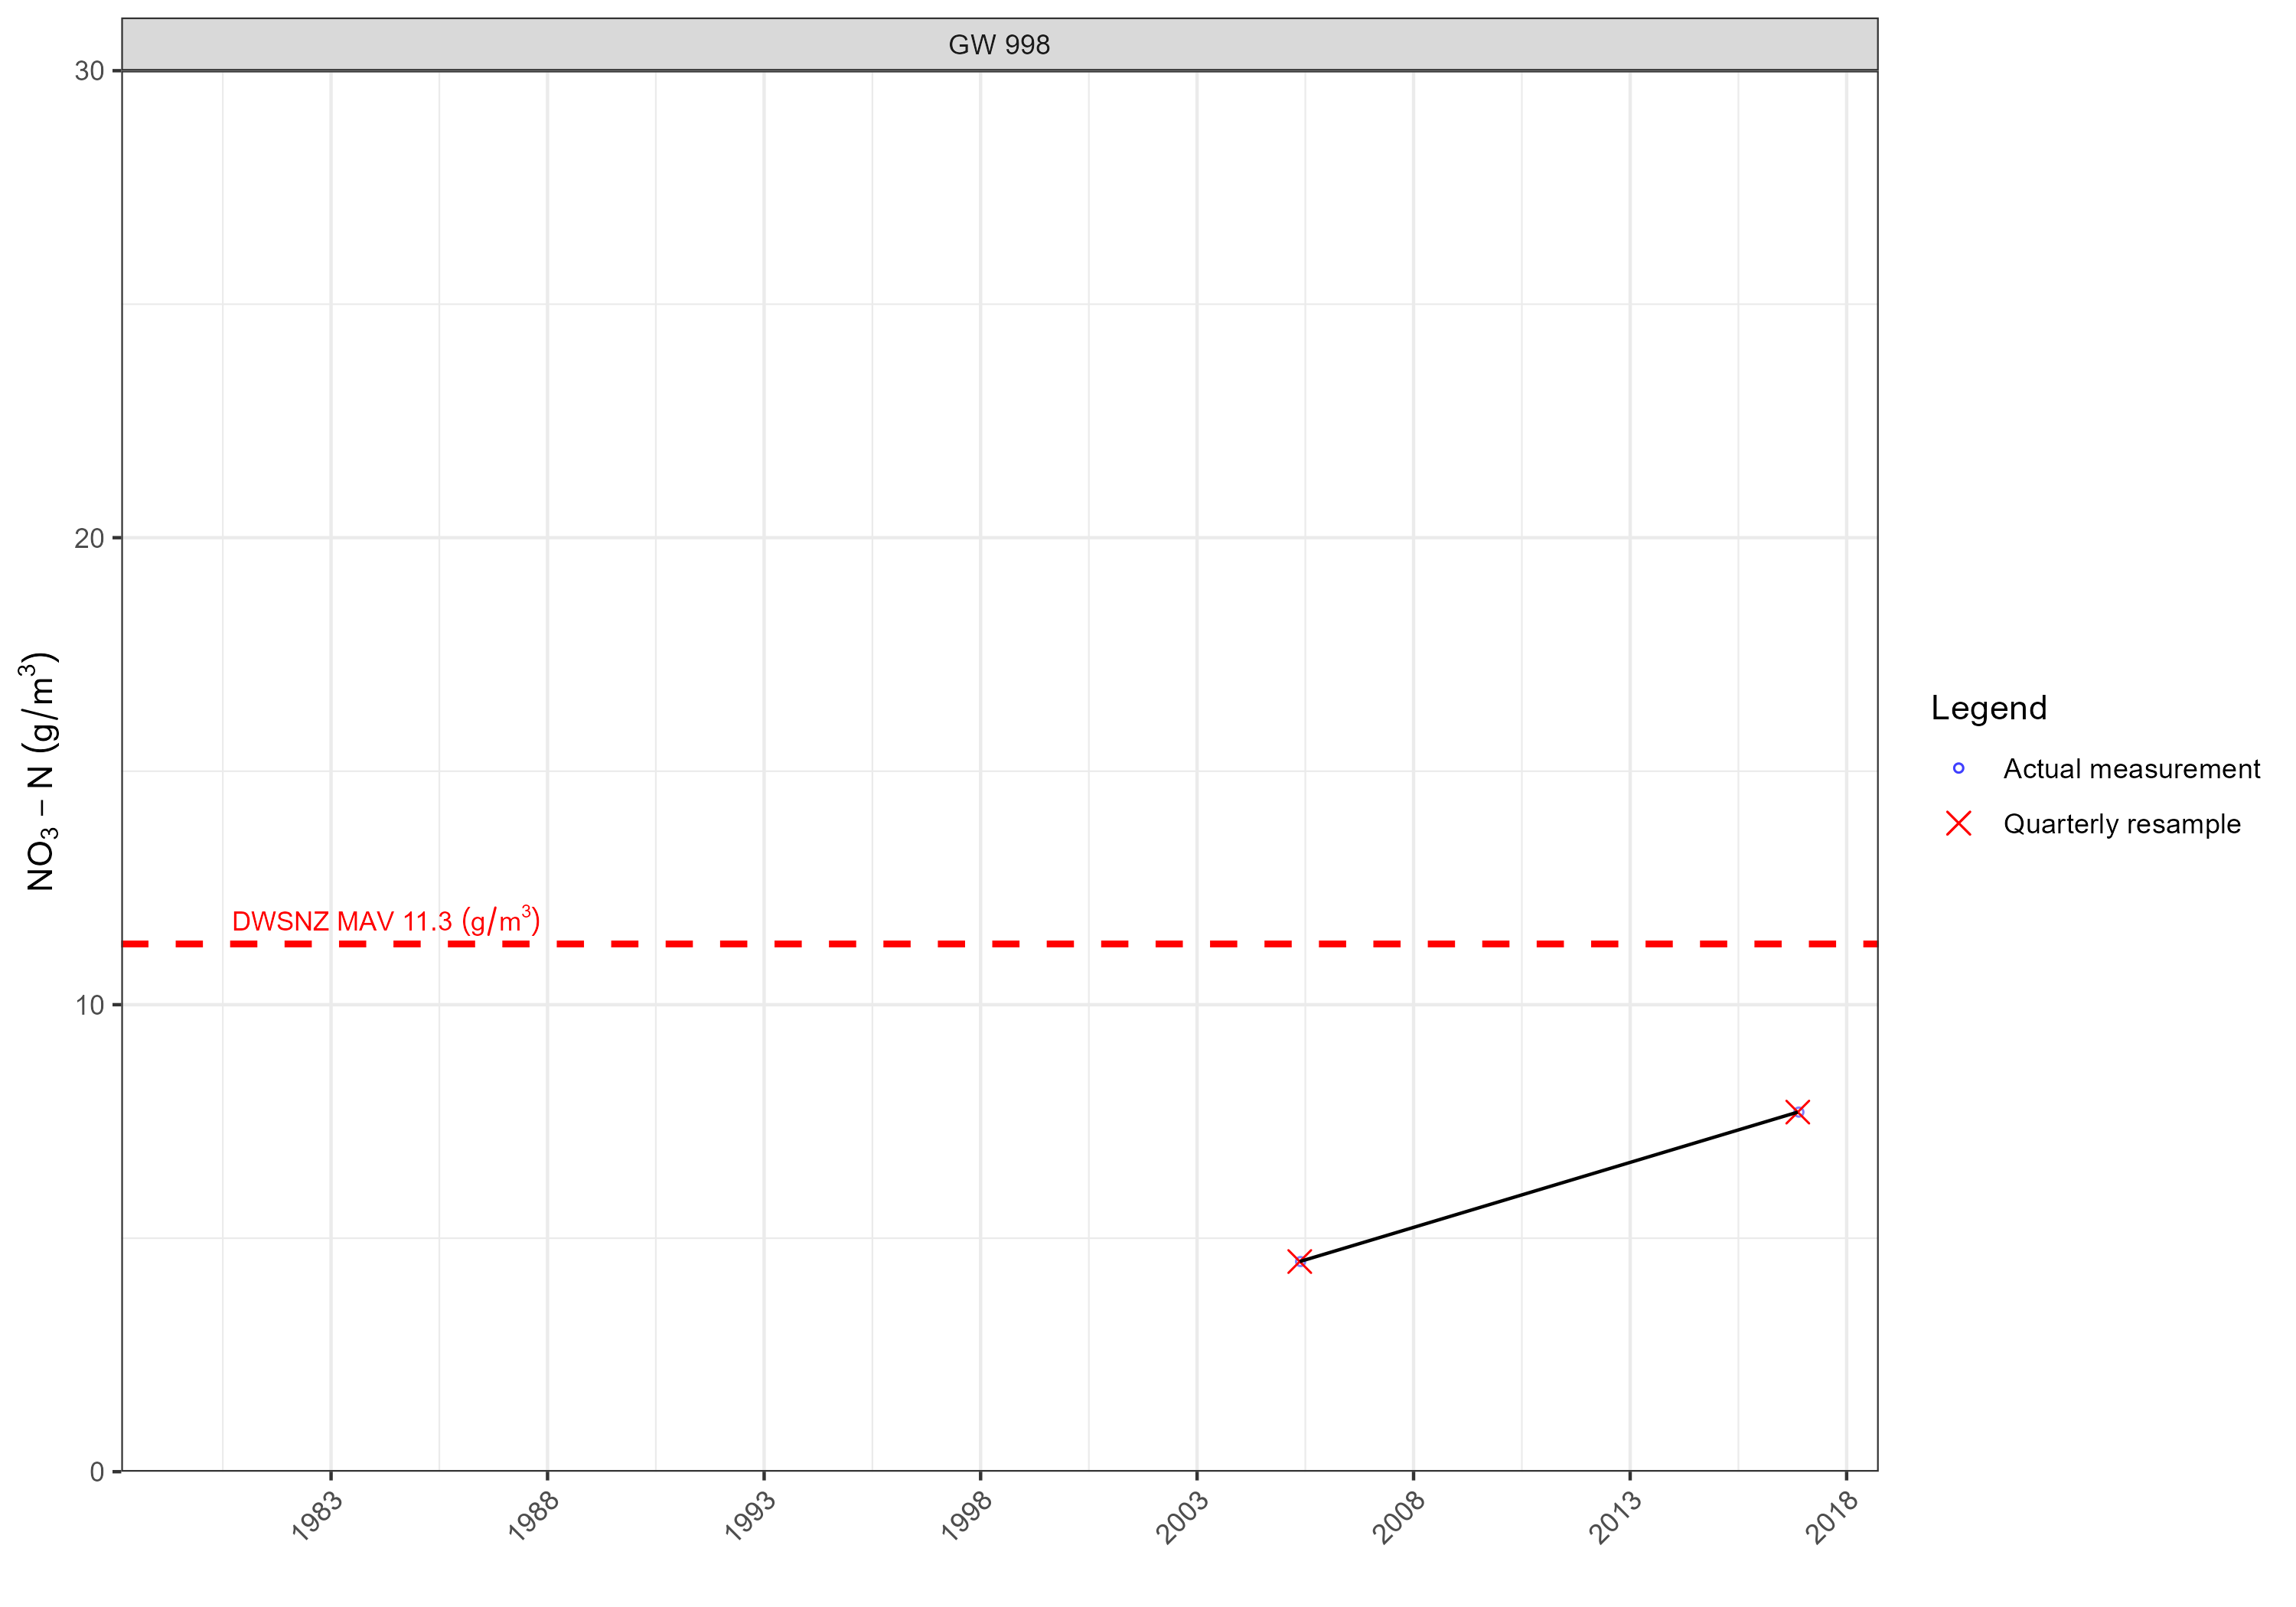 GW 998
30
20
10
0
NO₃ – N (g/m³)
DWSNZ MAV 11.3 (g/m³)
1983
1988
1993
1998
2003
2008
2013
2018
Legend
Actual measurement
Quarterly resample